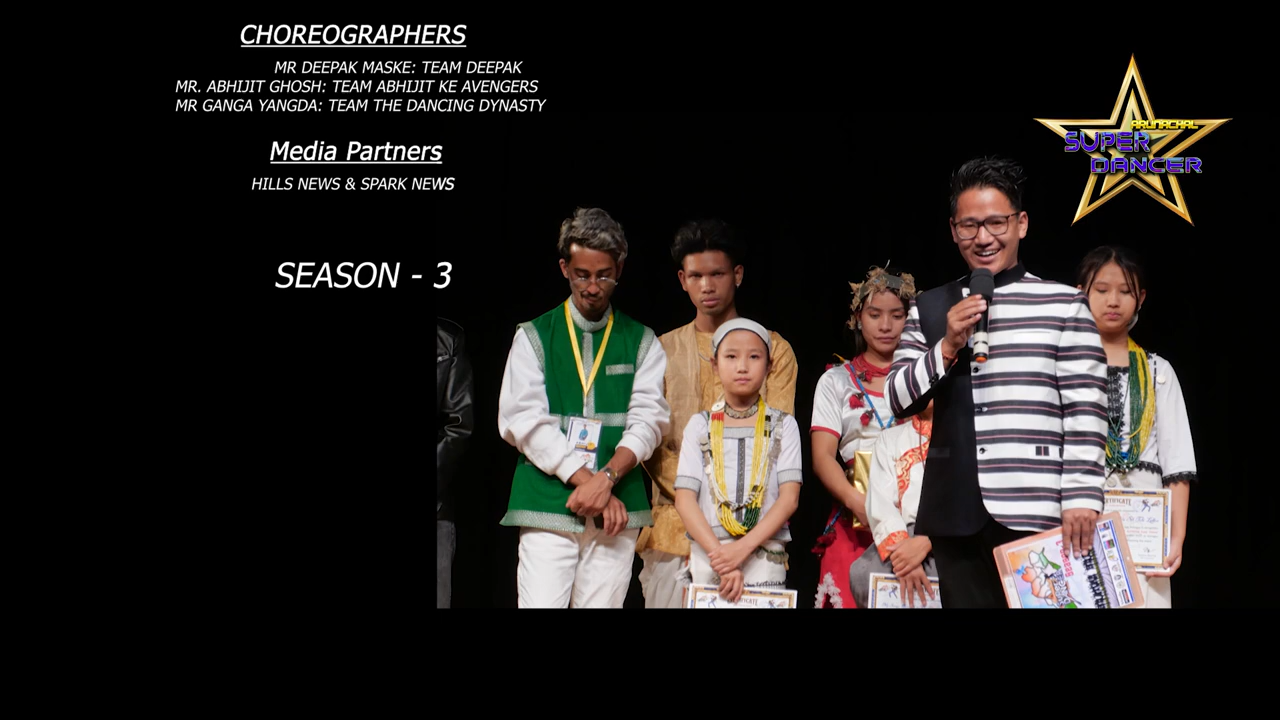 CHOREOGRAPHERS
MR DEEPAK MASKE: TEAM DEEPAK
MR. ABHIJIT GHOSH: TEAM ABHIJIT KE AVENGERS
MR GANGA YANGDA: TEAM THE DANCING DYNASTY
Media Partners
HILLS NEWS & SPARK NEWS
SEASON - 3
ARUNACHAL
SUPER
DANCER